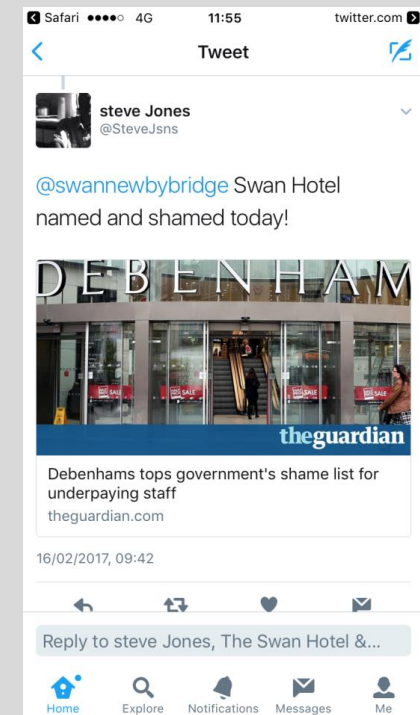 Safari 4G 11:55 twitter.com
Tweet
steve Jones
@SteveJsns
@swannewbybridge Swan Hotel
named and shamed today!
DEBENHAM
SALE SALE SALE SALE
theguardian
Debenhams tops government's shame list for
underpaying staff
theguardian.com
16/02/2017, 09:42
Reply to steve Jones, The Swan Hotel &...
Home Explore Notifications Messages Me